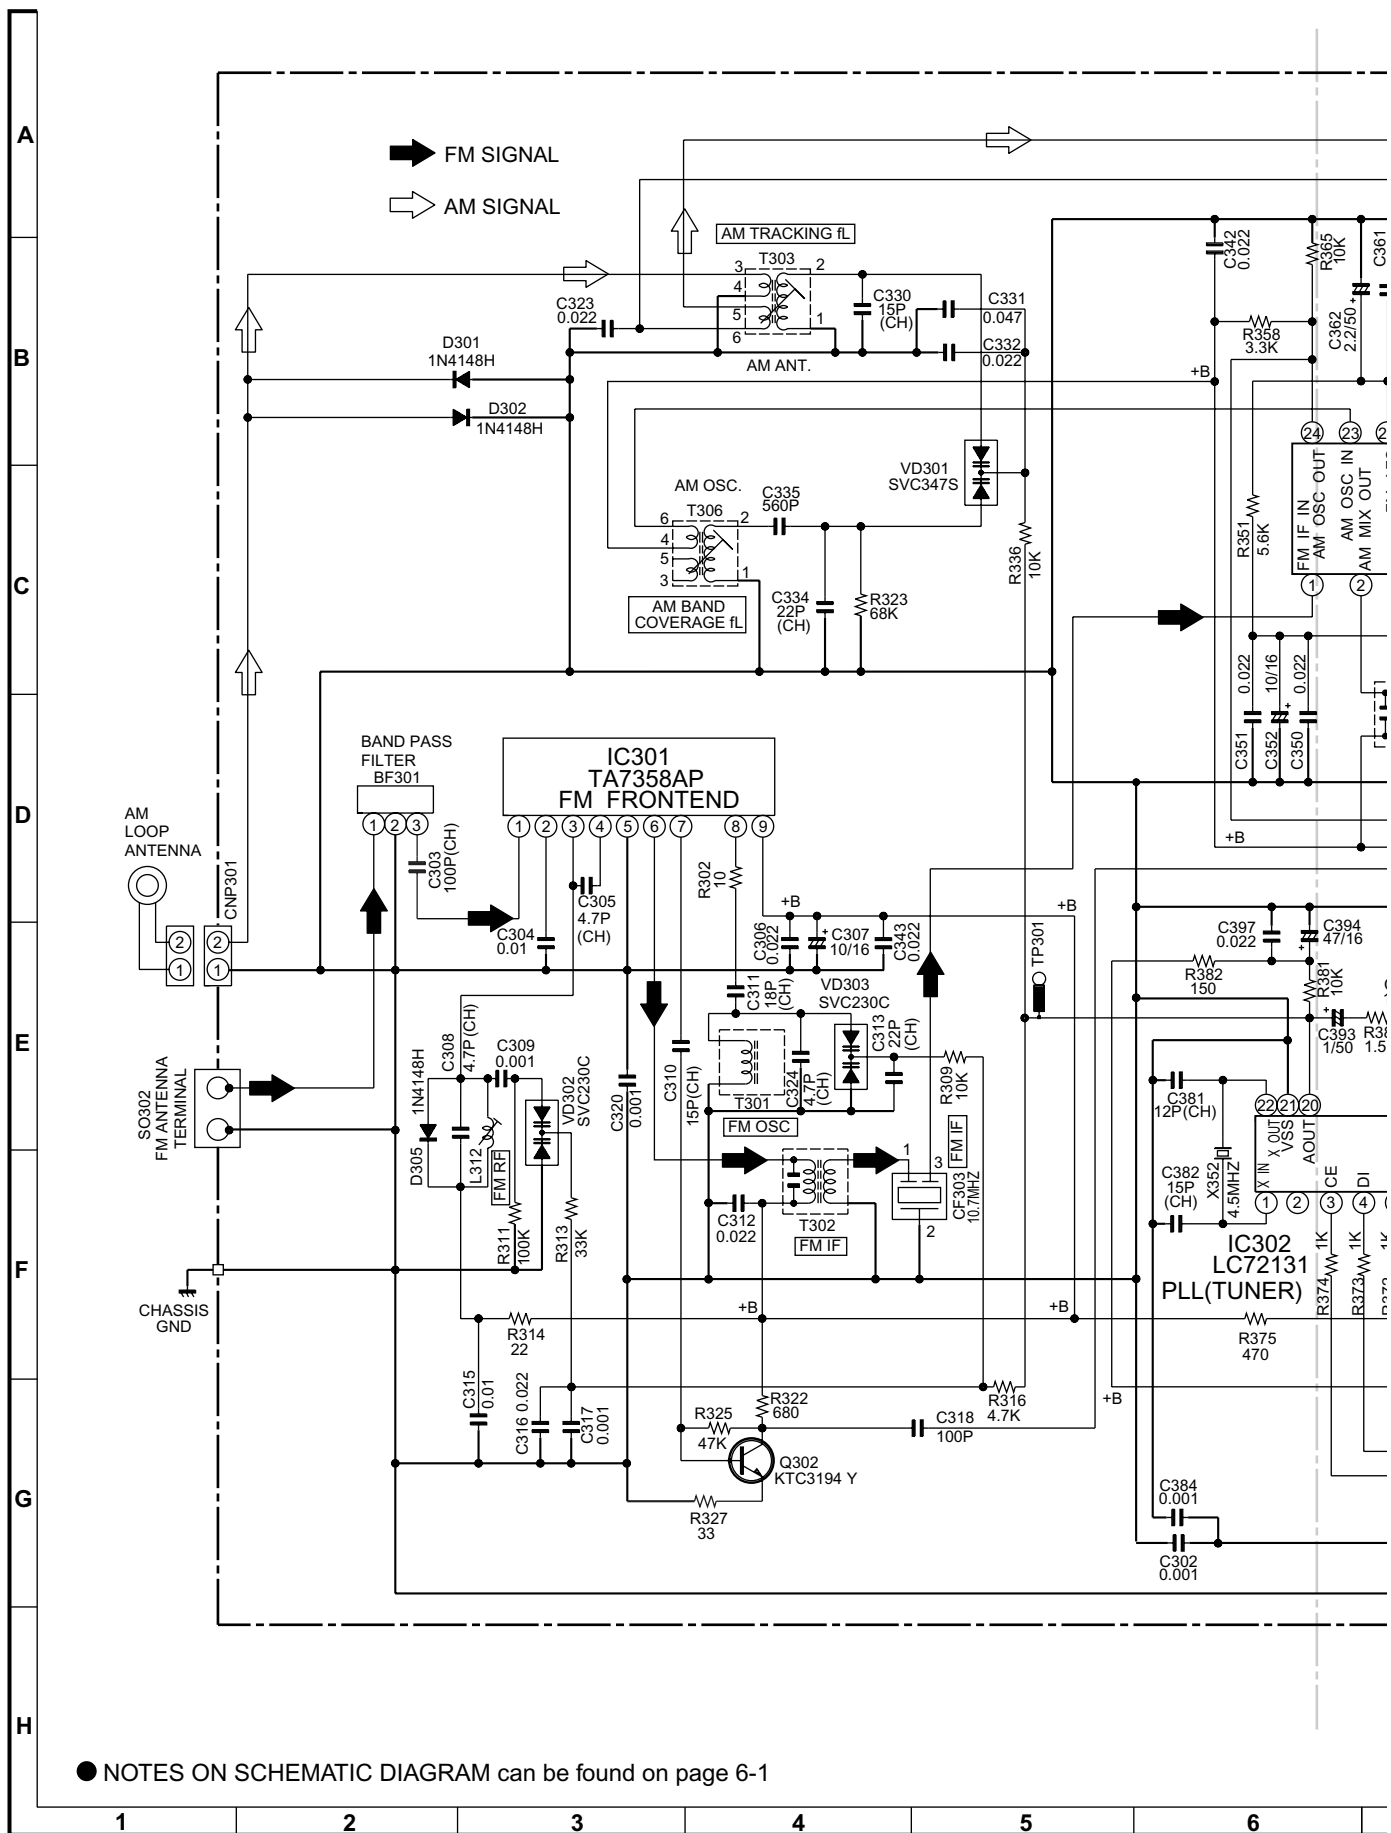 A
FM SIGNAL
AM SIGNAL
AM TRACKING fL
T303
3
2
4
5
1
6
AM ANT.
C323
0.022
C330
15P
(CH)
C331
0.047
C332
0.022
C342
0.022
R365
10K
C361
C362
2.2/50
+
R358
3.3K
+B
B
D301
1N4148H
D302
1N4148H
VD301
SVC347S
AM OSC.
T306
6
2
4
5
3
1
C335
560P
AM BAND
COVERAGE fL
C334
22P
(CH)
R323
68K
R336
10K
R351
5.6K
24
23
FM IF IN
AM OSC OUT
AM OSC IN
AM MIX OUT
1
2
C
0.022
10/16
0.022
C351
C352
+
C350
+B
BAND PASS
FILTER
BF301
1
2
3
IC301
TA7358AP
FM FRONTEND
1
2
3
4
5
6
7
8
9
D
AM
LOOP
ANTENNA
CNP301
2
1
2
1
C303
100P(CH)
C305
4.7P
(CH)
C304
0.01
R302
10
+B
C306
0.022
C307
10/16
+
C343
0.022
+B
TP301
C397
0.022
C394
47/16
+
R382
150
R381
10K
C393
1/50
+
R38
1.5
C311
18P
(CH)
VD303
SVC230C
C313
22P
(CH)
E
SO302
FM ANTENNA
TERMINAL
1N4148H
D305
C308
4.7P(CH)
C309
0.001
L312
FM RF
VD302
SVC230C
C320
0.001
C310
15P(CH)
T301
FM OSC
C324
4.7P
(CH)
R309
10K
FM IF
1
3
2
CF303
10.7MHZ
T302
FM IF
C312
0.022
R311
100K
R313
33K
C381
12P(CH)
C382
15P
(CH)
X352
4.5MHZ
22
21
20
X OUT
VSS
AOUT
X IN
CE
DI
1
2
3
4
IC302
LC72131
PLL(TUNER)
R374
1K
R373
1K
1K
F
CHASSIS
GND
+B
+B
R314
22
R375
470
C315
0.01
C316 0.022
C317
0.001
R325
47K
R322
680
R316
4.7K
+B
C318
100P
Q302
KTC3194 Y
R327
33
G
C384
0.001
C302
0.001
H
● NOTES ON SCHEMATIC DIAGRAM can be found on page 6-1
1
2
3
4
5
6